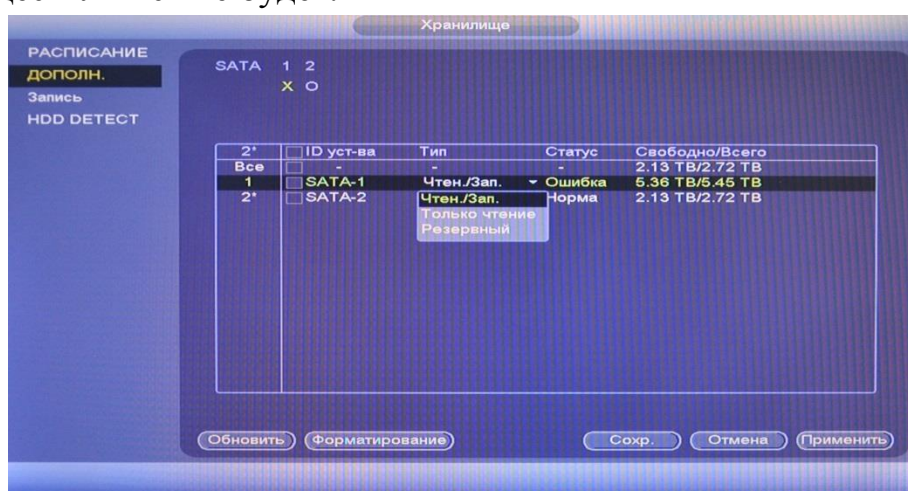 Хранилище
РАСПИСАНИЕ
ДОПОЛН.
Запись
HDD DETECT
SATA 1 2
X O
2* ID уст-ва Тип Статус Свободно/Всего
Все - - - 2.13 TB/2.72 TB
1 SATA-1 Чтен./Зап. Ошибка 5.36 TB/5.45 TB
2* SATA-2 Чтен./Зап. Норма 2.13 TB/2.72 TB
Только чтение
Резервный
Обновить Форматирование Сохр. Отмена Применить